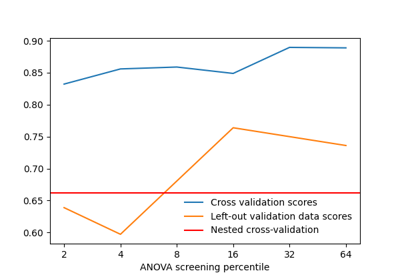 0.90
0.85
0.80
0.75
0.70
0.65
0.60
Cross validation scores
Left-out validation data scores
Nested cross-validation
2 4 8 16 32 64
ANOVA screening percentile